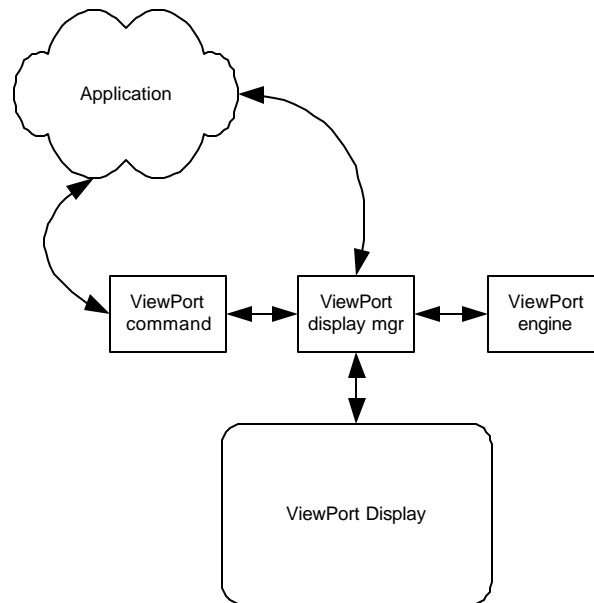 Application
ViewPort
command
ViewPort
display mgr
ViewPort
engine
ViewPort Display